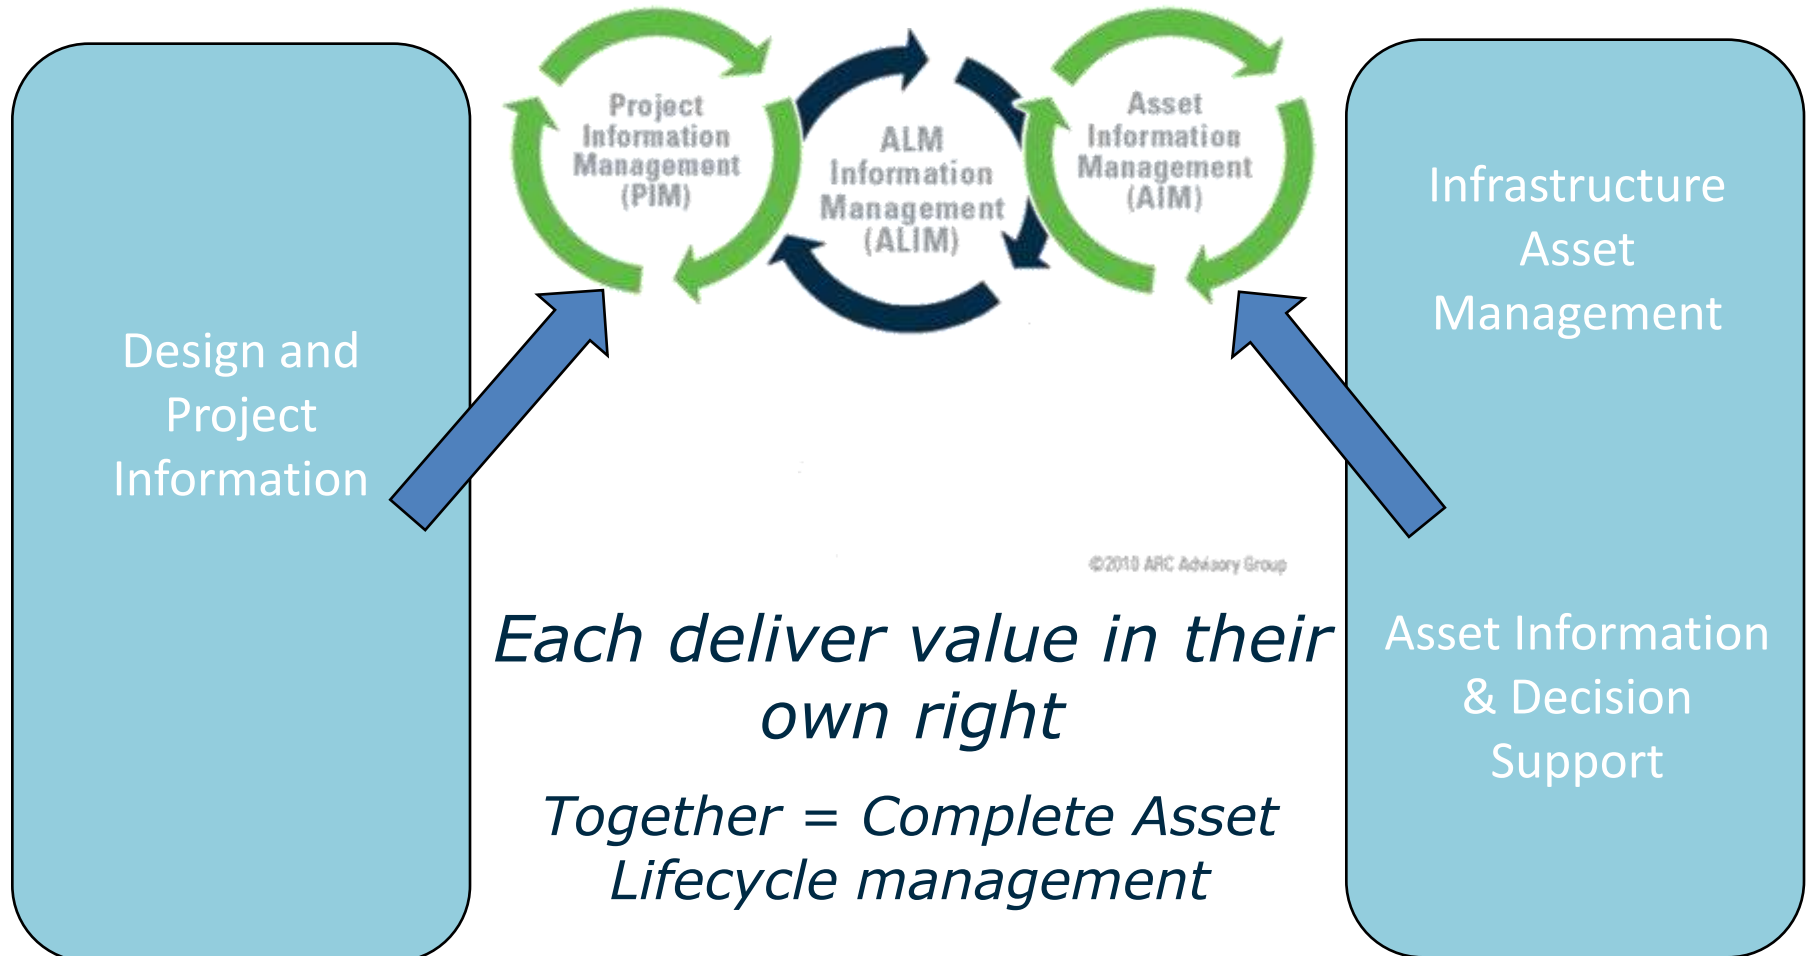 Design and
Project
Information
Project
Information
Management
(PIM)
ALM
Information
Management
(ALIM)
Asset
Information
Management
(AIM)
©2010 ARC Advisory Group
Each deliver value in their
own right
Together = Complete Asset
Lifecycle management
Infrastructure
Asset
Management
Asset Information
& Decision
Support